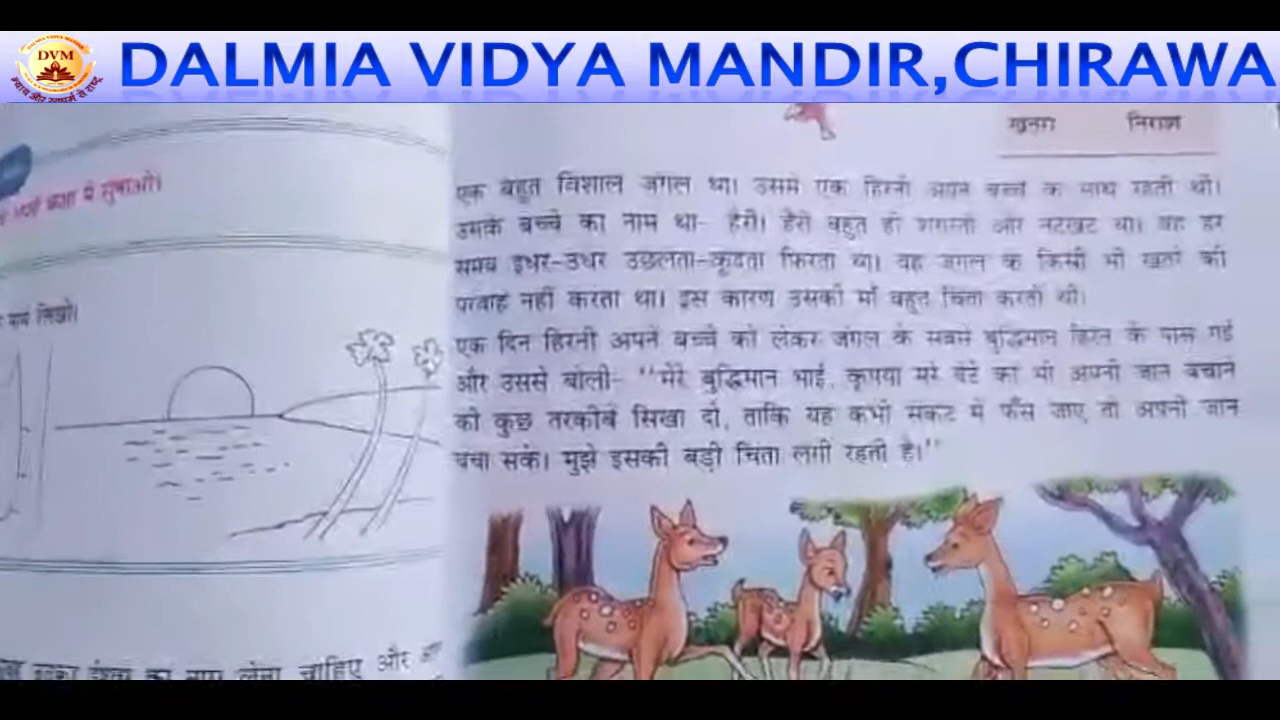 DVM
DALMIA VIDYA MANDIR,CHIRAWA
खतरा निराश
में सुनाओ।
लिखो।
एक बहुत विशाल जंगल था। उसमें एक हिरनी अपने बच्चे के साथ रहती थी।
उसके बच्चे का नाम था- हैरी। हैरी बहुत ही शरारती और नटखट था। वह हर
समय इधर-उधर उछलता-कूदता फिरता था। वह जंगल के किसी भी खतरे की
परवाह नहीं करता था। इस कारण उसकी माँ बहुत चिंता करती थी।
एक दिन हिरनी अपने बच्चे को लेकर जंगल के सबसे बुद्धिमान हिरन के पास गई
और उससे बोली- "मेरे बुद्धिमान भाई, कृपया मेरे बेटे को भी अपनी जान बचाने
की कुछ तरकीबें सिखा दो, ताकि यह कभी संकट में फँस जाए तो अपनी जान
बचा सके। मुझे इसकी बड़ी चिंता लगी रहती है।"
का नाम लेना चाहिए और